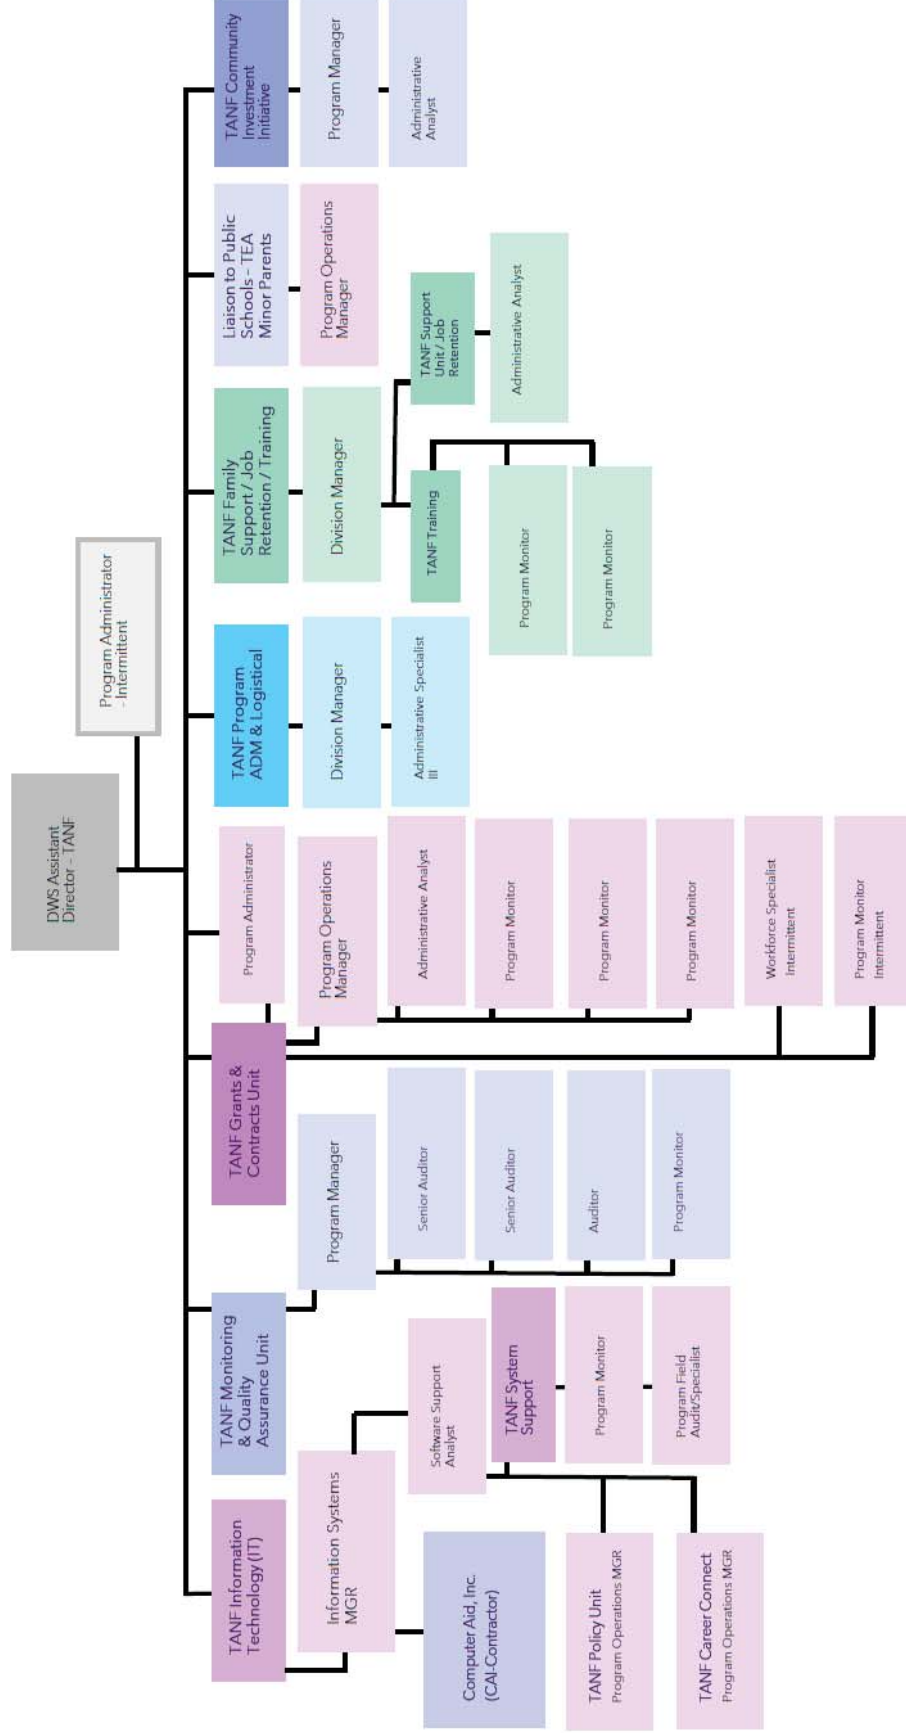 DWS Assistant
Director - TANF
Program Administrator
- Intermittent
TANF Information
Technology (IT)
Information Systems
MGR
Computer Aid, Inc.
(CAI-Contractor)
Software Support
Analyst
TANF System
Support
Program Monitor
Program Field
Audit/Specialist
TANF Policy Unit
Program Operations MGR
TANF Career Connect
Program Operations MGR
TANF Monitoring
& Quality
Assurance Unit
Program Manager
Senior Auditor
Senior Auditor
Auditor
Program Monitor
TANF Grants &
Contracts Unit
Program Administrator
Program Operations
Manager
Administrative Analyst
Program Monitor
Program Monitor
Program Monitor
Workforce Specialist
Intermittent
Program Monitor
Intermittent
TANF Program
ADM & Logistical
Division Manager
Administrative Specialist
III
TANF Family
Support / Job
Retention / Training
Division Manager
TANF Training
Program Monitor
Program Monitor
TANF Support
Unit / Job
Retention
Administrative Analyst
Liaison to Public
Schools - TEA
Minor Parents
Program Operations
Manager
TANF Community
Investment
Initiative
Program Manager
Administrative
Analyst